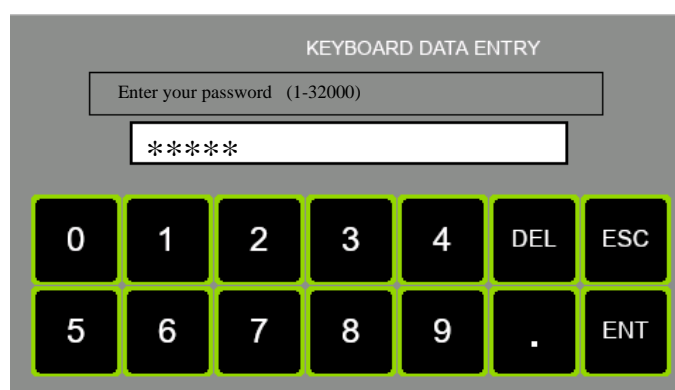 KEYBOARD DATA ENTRY
Enter your password (1-32000)
*****
0 1 2 3 4 DEL ESC
5 6 7 8 9 . ENT